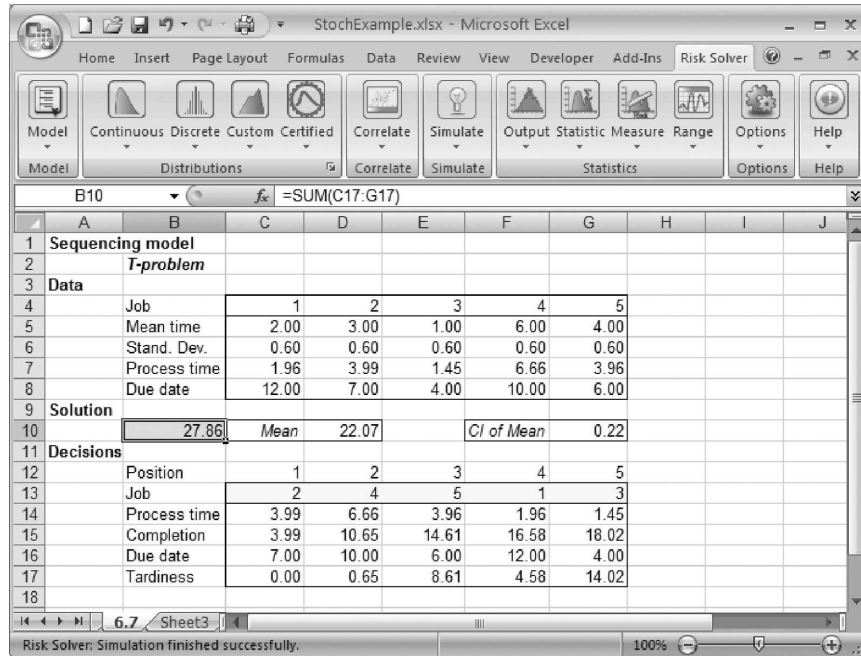 StochExample.xlsx - Microsoft Excel
Home Insert Page Layout Formulas Data Review View Developer Add-Ins Risk Solver
Model Continuous Discrete Custom Certified Correlate Simulate Output Statistic Measure Range Options Help
Model Distributions Correlate Simulate Statistics Options Help
B10 fx =SUM(C17:G17)
A B C D E F G H I J
1 Sequencing model
2 T-problem
3 Data
4 Job 1 2 3 4 5
5 Mean time 2.00 3.00 1.00 6.00 4.00
6 Stand. Dev. 0.60 0.60 0.60 0.60 0.60
7 Process time 1.96 3.99 1.45 6.66 3.96
8 Due date 12.00 7.00 4.00 10.00 6.00
9 Solution
10 27.86 Mean 22.07 CI of Mean 0.22
11 Decisions
12 Position 1 2 3 4 5
13 Job 2 4 5 1 3
14 Process time 3.99 6.66 3.96 1.96 1.45
15 Completion 3.99 10.65 14.61 16.58 18.02
16 Due date 7.00 10.00 6.00 12.00 4.00
17 Tardiness 0.00 0.65 8.61 4.58 14.02
18
6.7 Sheet3
Risk Solver: Simulation finished successfully. 100%